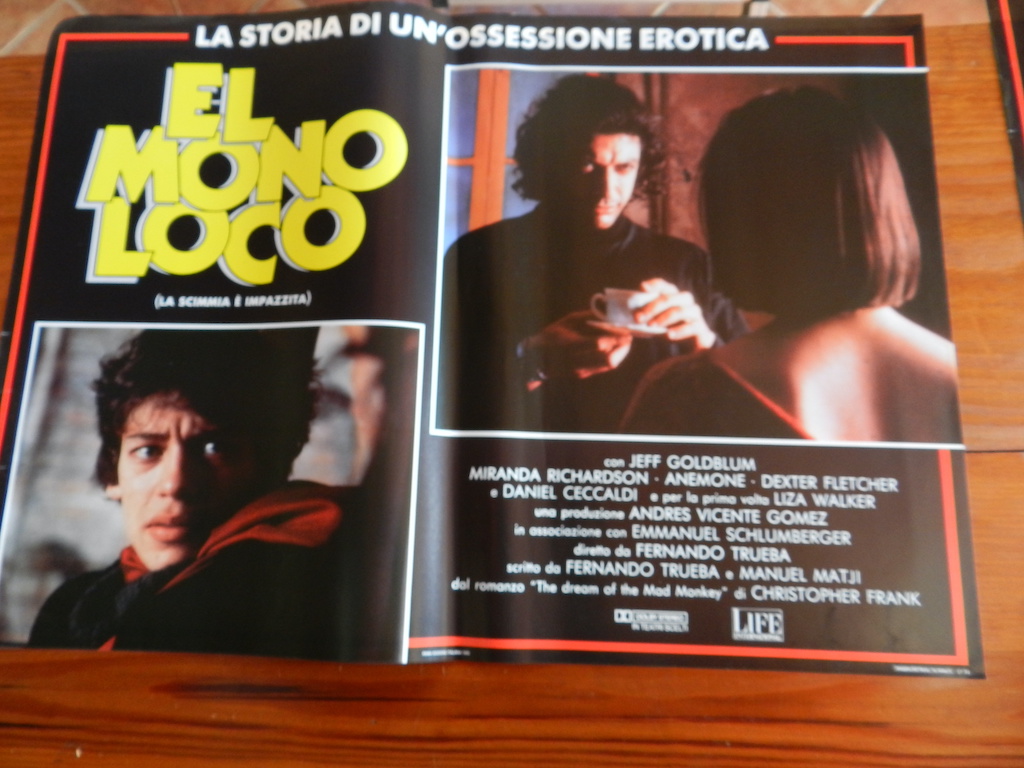 LA STORIA DI UN'OSSESSIONE EROTICA
EL
MONO
LOCO
(LA SCIMMIA È IMPAZZITA)
con JEFF GOLDBLUM
MIRANDA RICHARDSON - ANEMONE - DEXTER FLETCHER
e DANIEL CECCALDI e per la prima volta LIZA WALKER
una produzione ANDRES VICENTE GOMEZ
in associazione con EMMANUEL SCHLUMBERGER
diretto da FERNANDO TRUEBA
scritto da FERNANDO TRUEBA e MANUEL MATJI
dal romanzo "The dream of the Mad Monkey" di CHRISTOPHER FRANK
DOLBY STEREO
LIFE
INTERNATIONAL